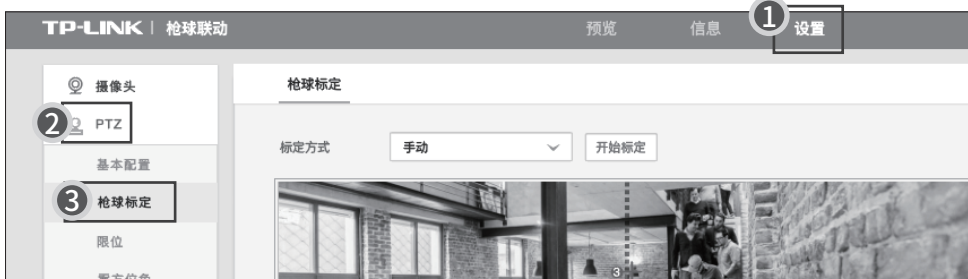 TP-LINK | 枪球联动 预览 信息 1 设置
摄像头
2 PTZ
基本配置
3 枪球标定
限位
枪球标定
标定方式 手动 开始标定
3